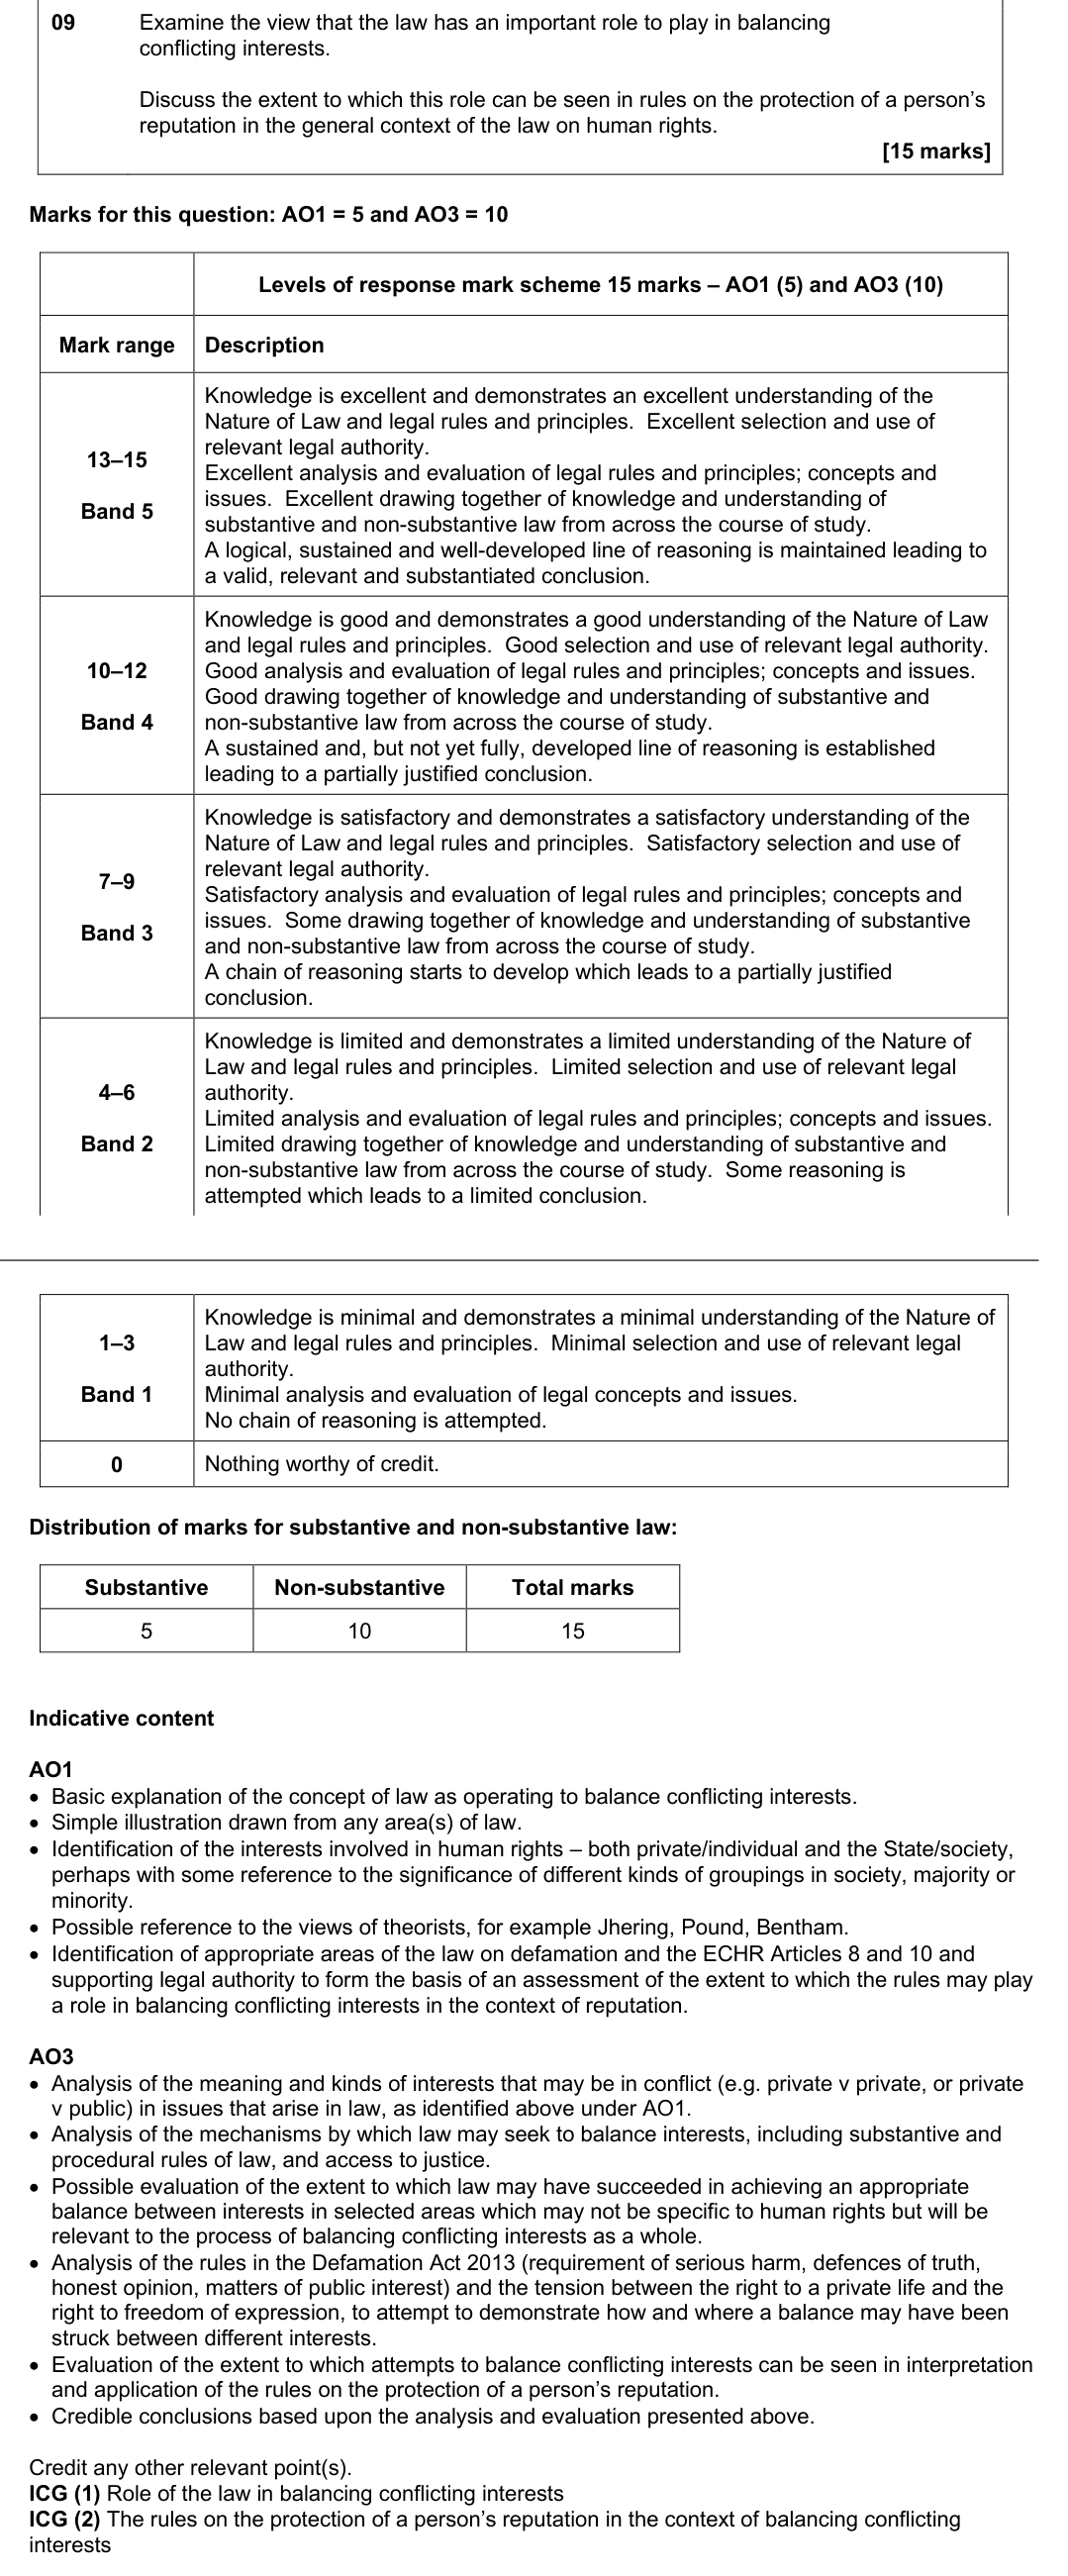 09
Examine the view that the law has an important role to play in balancing
conflicting interests.
Discuss the extent to which this role can be seen in rules on the protection of a person’s
reputation in the general context of the law on human rights.
[15 marks]
Marks for this question: AO1 = 5 and AO3 = 10
Levels of response mark scheme 15 marks – AO1 (5) and AO3 (10)
Mark range
Description
13–15
Band 5
Knowledge is excellent and demonstrates an excellent understanding of the
Nature of Law and legal rules and principles.  Excellent selection and use of
relevant legal authority.
Excellent analysis and evaluation of legal rules and principles; concepts and
issues.  Excellent drawing together of knowledge and understanding of
substantive and non-substantive law from across the course of study.
A logical, sustained and well-developed line of reasoning is maintained leading to
a valid, relevant and substantiated conclusion.
10–12
Band 4
Knowledge is good and demonstrates a good understanding of the Nature of Law
and legal rules and principles.  Good selection and use of relevant legal authority.
Good analysis and evaluation of legal rules and principles; concepts and issues.
Good drawing together of knowledge and understanding of substantive and
non-substantive law from across the course of study.
A sustained and, but not yet fully, developed line of reasoning is established
leading to a partially justified conclusion.
7–9
Band 3
Knowledge is satisfactory and demonstrates a satisfactory understanding of the
Nature of Law and legal rules and principles.  Satisfactory selection and use of
relevant legal authority.
Satisfactory analysis and evaluation of legal rules and principles; concepts and
issues.  Some drawing together of knowledge and understanding of substantive
and non-substantive law from across the course of study.
A chain of reasoning starts to develop which leads to a partially justified
conclusion.
4–6
Band 2
Knowledge is limited and demonstrates a limited understanding of the Nature of
Law and legal rules and principles.  Limited selection and use of relevant legal
authority.
Limited analysis and evaluation of legal rules and principles; concepts and issues.
Limited drawing together of knowledge and understanding of substantive and
non-substantive law from across the course of study.  Some reasoning is
attempted which leads to a limited conclusion.
1–3
Band 1
Knowledge is minimal and demonstrates a minimal understanding of the Nature of
Law and legal rules and principles.  Minimal selection and use of relevant legal
authority.
Minimal analysis and evaluation of legal concepts and issues.
No chain of reasoning is attempted.
0
Nothing worthy of credit.
Distribution of marks for substantive and non-substantive law:
Substantive
Non-substantive
Total marks
5
10
15
Indicative content
AO1
• Basic explanation of the concept of law as operating to balance conflicting interests.
• Simple illustration drawn from any area(s) of law.
• Identification of the interests involved in human rights – both private/individual and the State/society,
perhaps with some reference to the significance of different kinds of groupings in society, majority or
minority.
• Possible reference to the views of theorists, for example Jhering, Pound, Bentham.
• Identification of appropriate areas of the law on defamation and the ECHR Articles 8 and 10 and
supporting legal authority to form the basis of an assessment of the extent to which the rules may play
a role in balancing conflicting interests in the context of reputation.
AO3
• Analysis of the meaning and kinds of interests that may be in conflict (e.g. private v private, or private
v public) in issues that arise in law, as identified above under AO1.
• Analysis of the mechanisms by which law may seek to balance interests, including substantive and
procedural rules of law, and access to justice.
• Possible evaluation of the extent to which law may have succeeded in achieving an appropriate
balance between interests in selected areas which may not be specific to human rights but will be
relevant to the process of balancing conflicting interests as a whole.
• Analysis of the rules in the Defamation Act 2013 (requirement of serious harm, defences of truth,
honest opinion, matters of public interest) and the tension between the right to a private life and the
right to freedom of expression, to attempt to demonstrate how and where a balance may have been
struck between different interests.
• Evaluation of the extent to which attempts to balance conflicting interests can be seen in interpretation
and application of the rules on the protection of a person’s reputation.
• Credible conclusions based upon the analysis and evaluation presented above.
Credit any other relevant point(s).
ICG (1) Role of the law in balancing conflicting interests
ICG (2) The rules on the protection of a person’s reputation in the context of balancing conflicting
interests